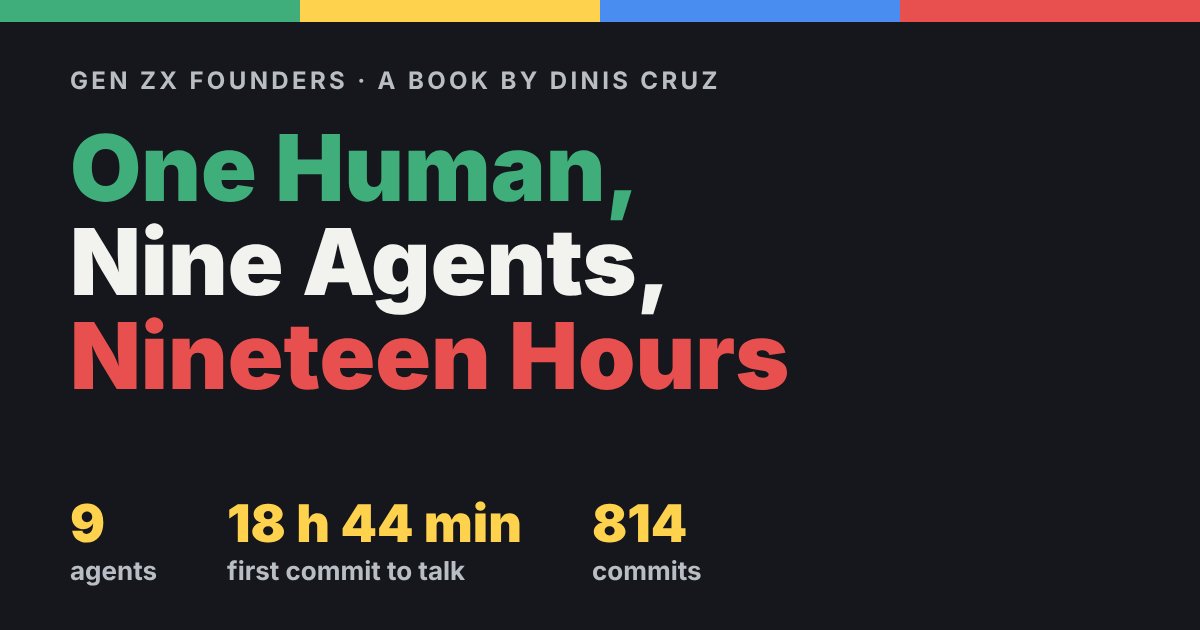 GEN ZX FOUNDERS · A BOOK BY DINIS CRUZ
One Human,
Nine Agents,
Nineteen Hours
9 18 h 44 min 814
agents first commit to talk commits